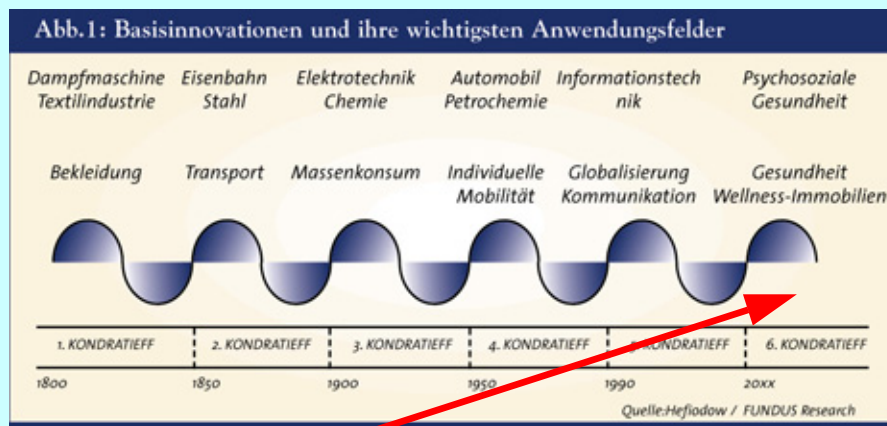 Abb.1: Basisinnovationen und ihre wichtigsten Anwendungsfelder
Dampfmaschine Eisenbahn Elektrotechnik Automobil Informationstech Psychosoziale
Textilindustrie Stahl Chemie Petrochemie nik Gesundheit
Bekleidung Transport Massenkonsum Individuelle Globalisierung Gesundheit
Mobilität Kommunikation Wellness-Immobilien
1. KONDRATIEFF 2. KONDRATIEFF 3. KONDRATIEFF 4. KONDRATIEFF 5. KONDRATIEFF 6. KONDRATIEFF
1800 1850 1900 1950 1990 20xx
Quelle:Hefiodow / FUNDUS Research